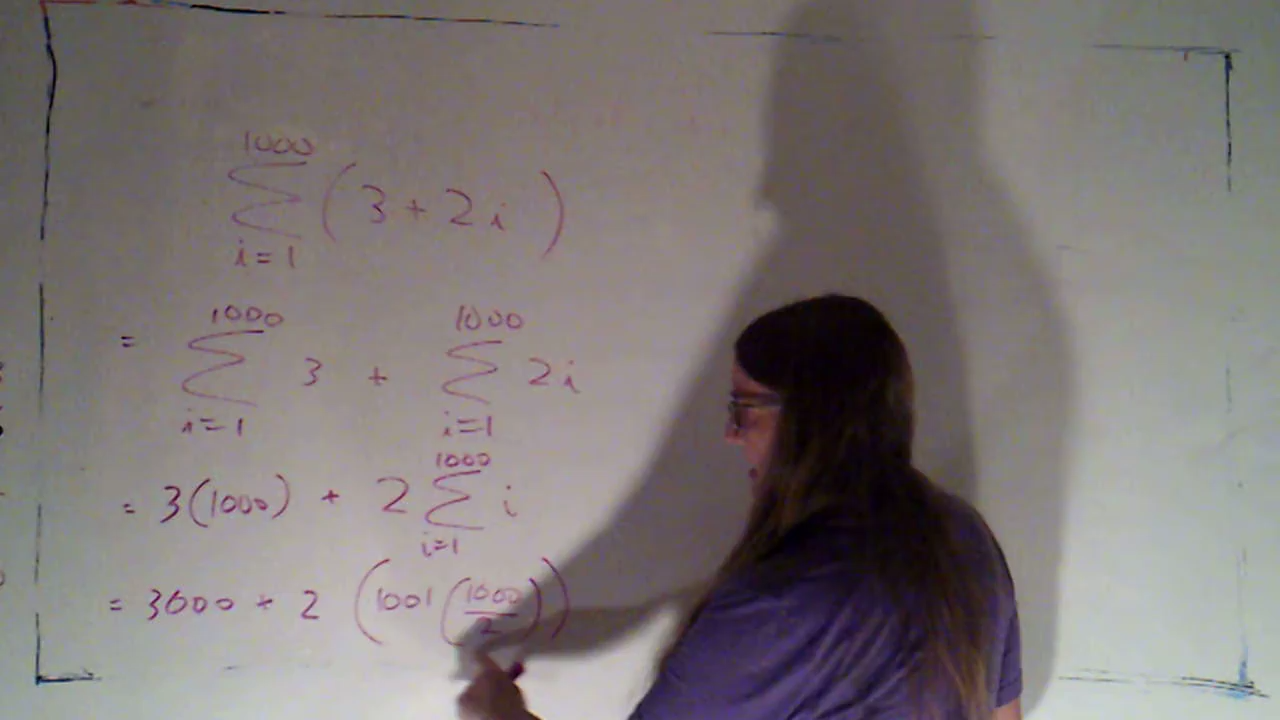 1000
∑ ( 3 + 2i )
i=1
= 1000 1000
∑ 3 + ∑ 2i
i=1 i=1
1000
= 3(1000) + 2 ∑ i
i=1
= 3000 + 2 (1001(1000/2))